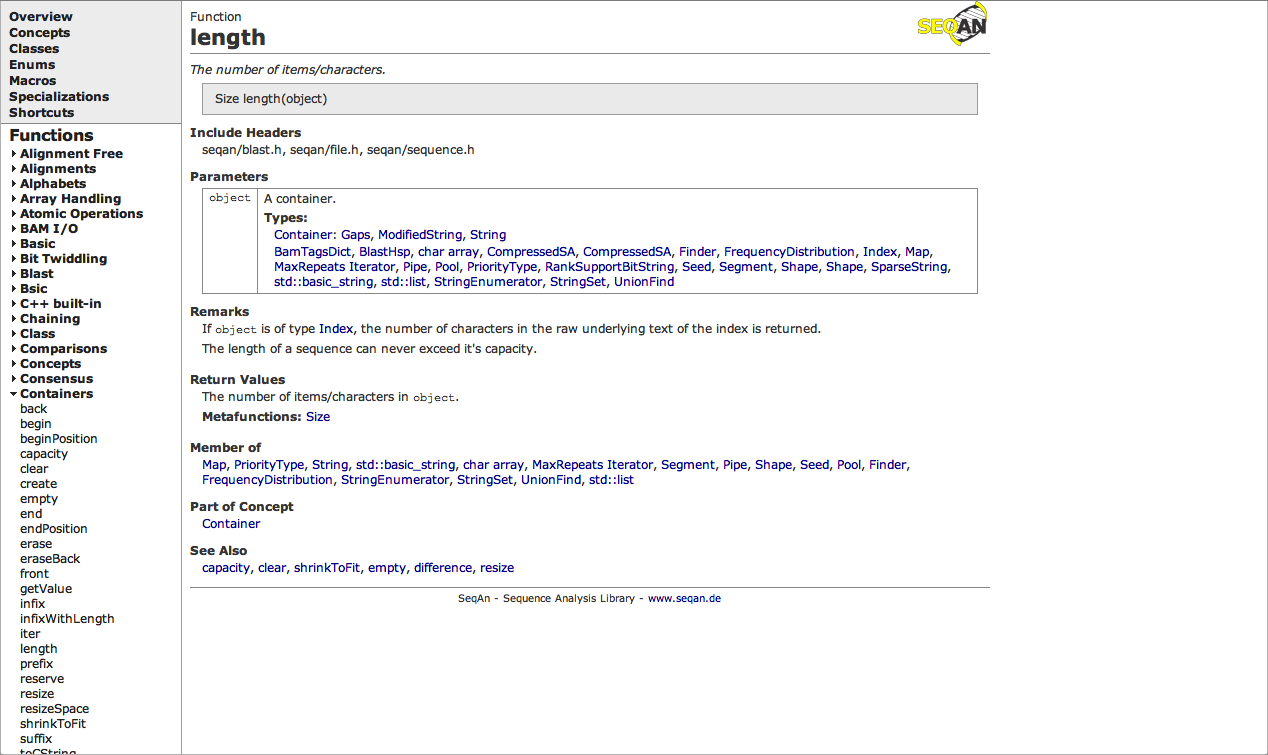 Overview
Concepts
Classes
Enums
Macros
Specializations
Shortcuts
Functions
Alignment Free
Alignments
Alphabets
Array Handling
Atomic Operations
BAM I/O
Basic
Bit Twiddling
Blast
Bsic
C++ built-in
Chaining
Class
Comparisons
Concepts
Consensus
Containers
back
begin
beginPosition
capacity
clear
create
empty
end
endPosition
erase
eraseBack
front
getValue
infix
infixWithLength
iter
length
prefix
reserve
resize
resizeSpace
shrinkToFit
suffix
toCString
Function
length
SEQAN
The number of items/characters.
Size length(object)
Include Headers
seqan/blast.h, seqan/file.h, seqan/sequence.h
Parameters
object
A container.
Types:
Container: Gaps, ModifiedString, String
BamTagsDict, BlastHsp, char array, CompressedSA, CompressedSA, Finder, FrequencyDistribution, Index, Map,
MaxRepeats Iterator, Pipe, Pool, PriorityType, RankSupportBitString, Seed, Segment, Shape, Shape, SparseString,
std::basic_string, std::list, StringEnumerator, StringSet, UnionFind
Remarks
If object is of type Index, the number of characters in the raw underlying text of the index is returned.
The length of a sequence can never exceed it's capacity.
Return Values
The number of items/characters in object.
Metafunctions: Size
Member of
Map, PriorityType, String, std::basic_string, char array, MaxRepeats Iterator, Segment, Pipe, Shape, Seed, Pool, Finder,
FrequencyDistribution, StringEnumerator, StringSet, UnionFind, std::list
Part of Concept
Container
See Also
capacity, clear, shrinkToFit, empty, difference, resize
SeqAn - Sequence Analysis Library - www.seqan.de